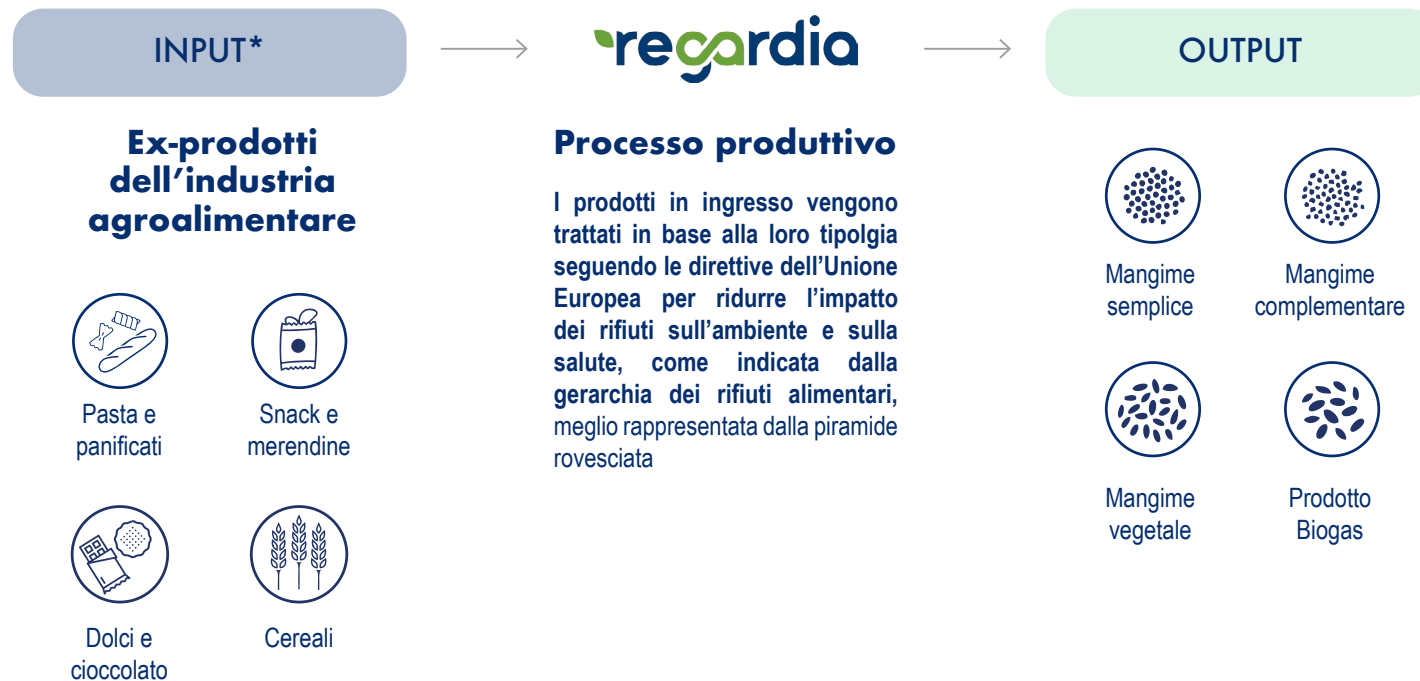 INPUT*
regardia
OUTPUT
Ex-prodotti
dell'industria
agroalimentare
Pasta e
panificati
Snack e
merendine
Dolci e
cioccolato
Cereali
Processo produttivo
I prodotti in ingresso vengono
trattati in base alla loro tipolgia
seguendo le direttive dell'Unione
Europea per ridurre l'impatto
dei rifiuti sull'ambiente e sulla
salute, come indicata dalla
gerarchia dei rifiuti alimentari,
meglio rappresentata dalla piramide
rovesciata
Mangime
semplice
Mangime
complementare
Mangime
vegetale
Prodotto
Biogas